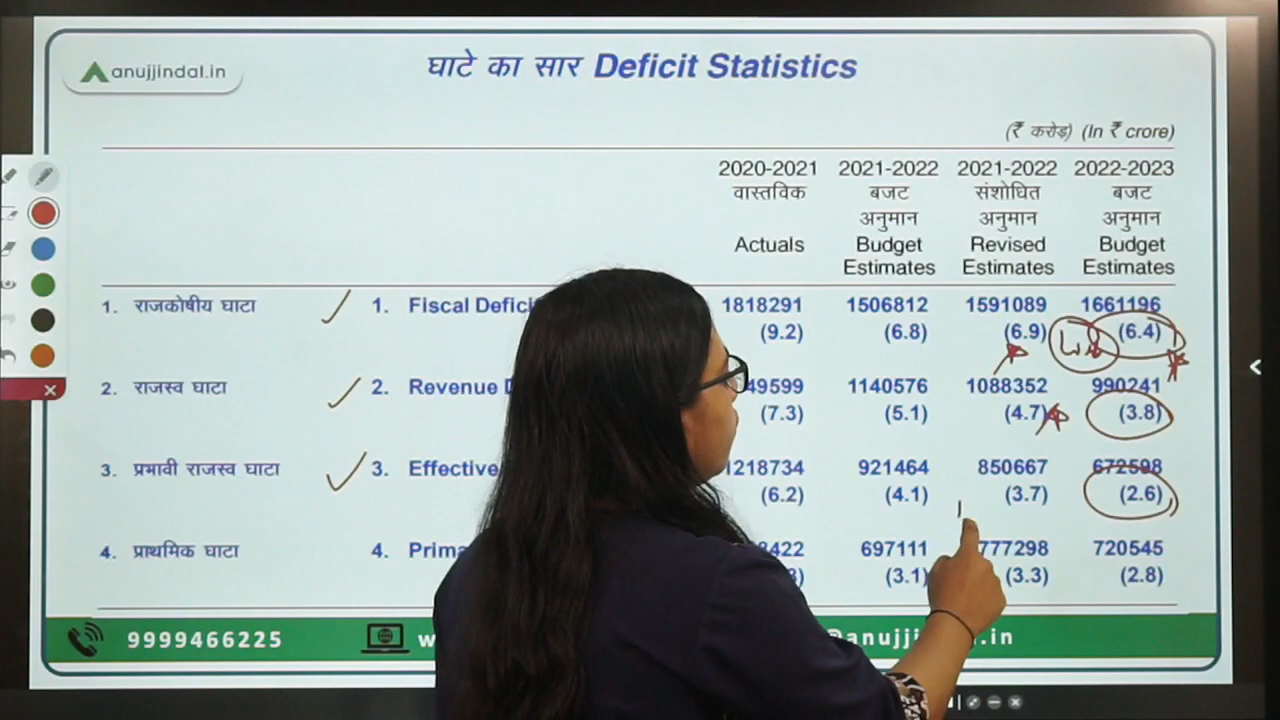 anujjindal.in
घाटे का सार Deficit Statistics
(₹ करोड़) (In ₹ crore)
2020-2021 2021-2022 2021-2022 2022-2023
वास्तविक बजट संशोधित बजट
अनुमान अनुमान अनुमान
Actuals Budget Revised Budget
Estimates Estimates Estimates
1. राजकोषीय घाटा 1. Fiscal 1818291 1506812 1591089 1661196
(9.2) (6.8) (6.9) (6.4)
2. राजस्व घाटा 2. Revenue 1140576 1088352 990241
(7.3) (5.1) (4.7) (3.8)
3. प्रभावी राजस्व घाटा 3. Effective 1218734 921464 850667 672598
(6.2) (4.1) (3.7) (2.6)
4. प्राथमिक घाटा 4. 697111 777298 720545
(3.1) (3.3) (2.8)
9999466225